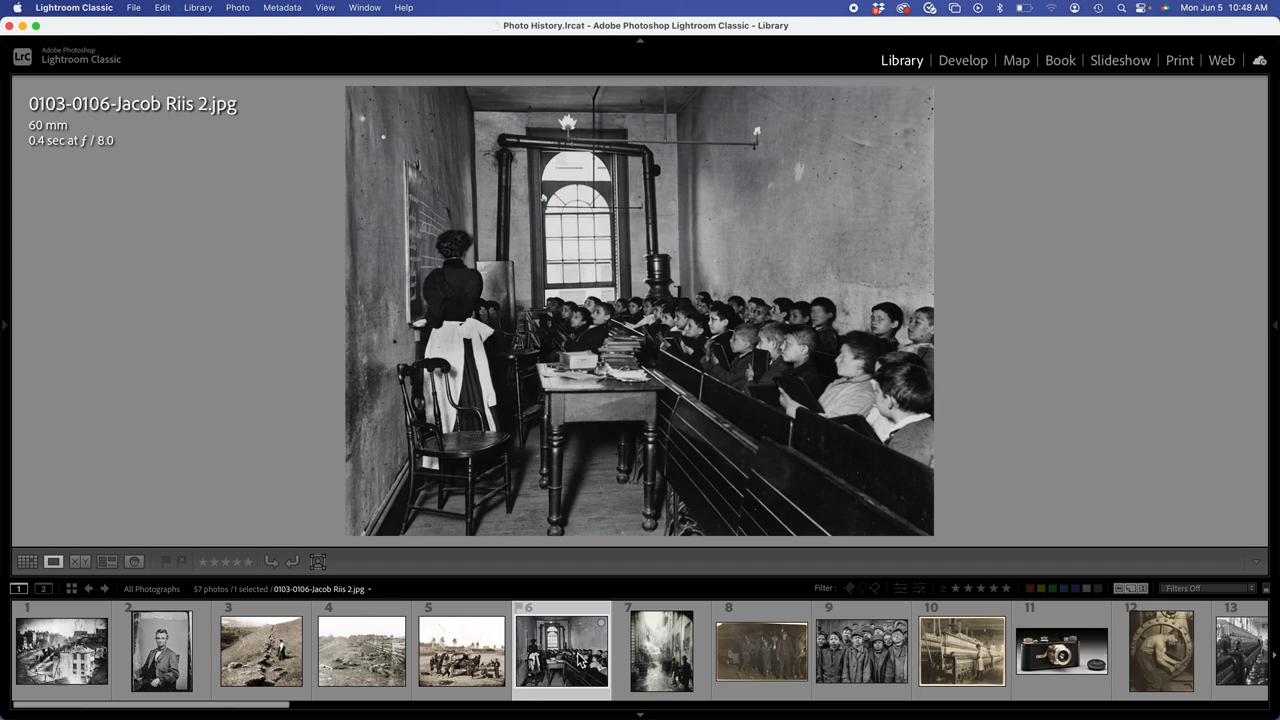 Lightroom Classic File Edit Library Photo Metadata View Window Help Mon Jun 5 10:48 AM
Photo History.lrcat - Adobe Photoshop Lightroom Classic - Library
LrC Adobe Photoshop
Lightroom Classic
Library | Develop | Map | Book | Slideshow | Print | Web
0103-0106-Jacob Riis 2.jpg
60 mm
0.4 sec at ƒ / 8.0
XY
1 2 All Photographs 57 photos / 1 selected / 0103-0106-Jacob Riis 2.jpg Filter : ≥ Filters Off
1 2 3 4 5 6 7 8 9 10 11 12 13